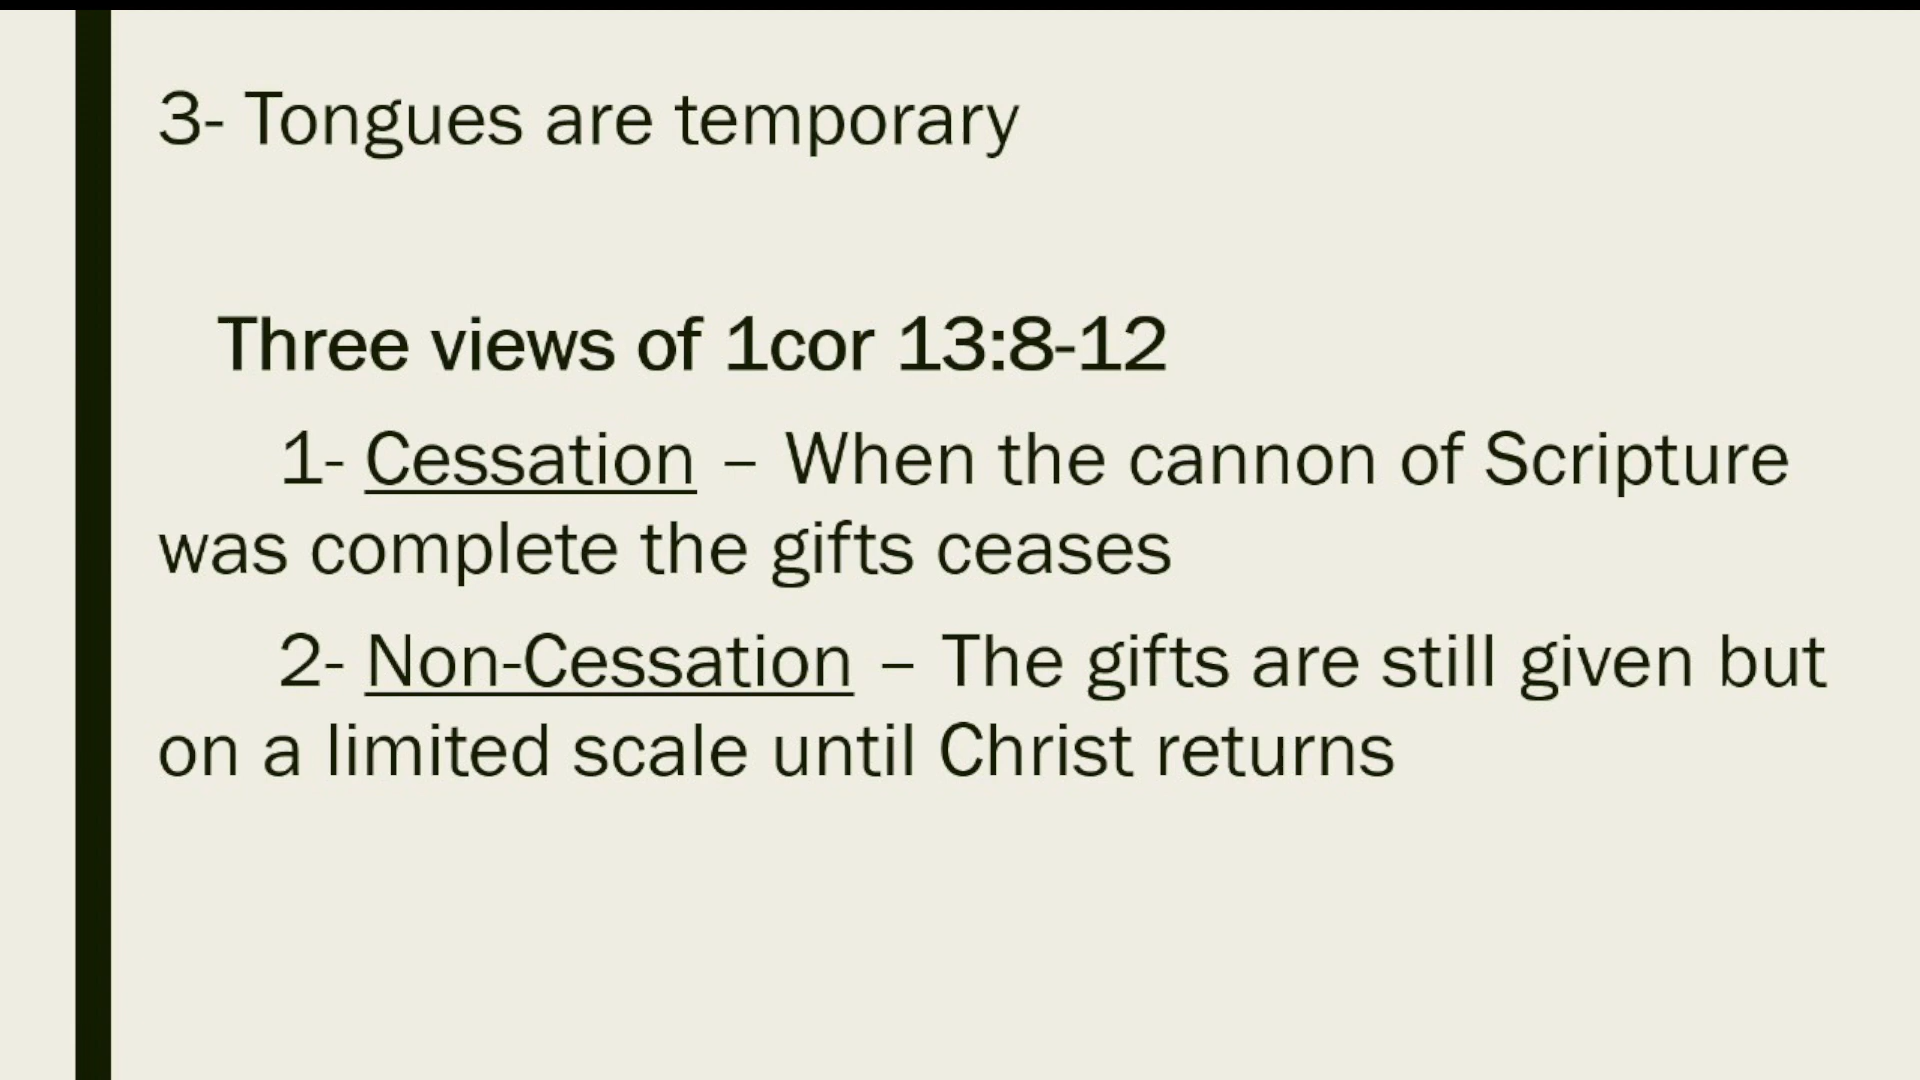 3- Tongues are temporary
Three views of 1cor 13:8-12
1- Cessation – When the cannon of Scripture
was complete the gifts ceases
2- Non-Cessation – The gifts are still given but
on a limited scale until Christ returns